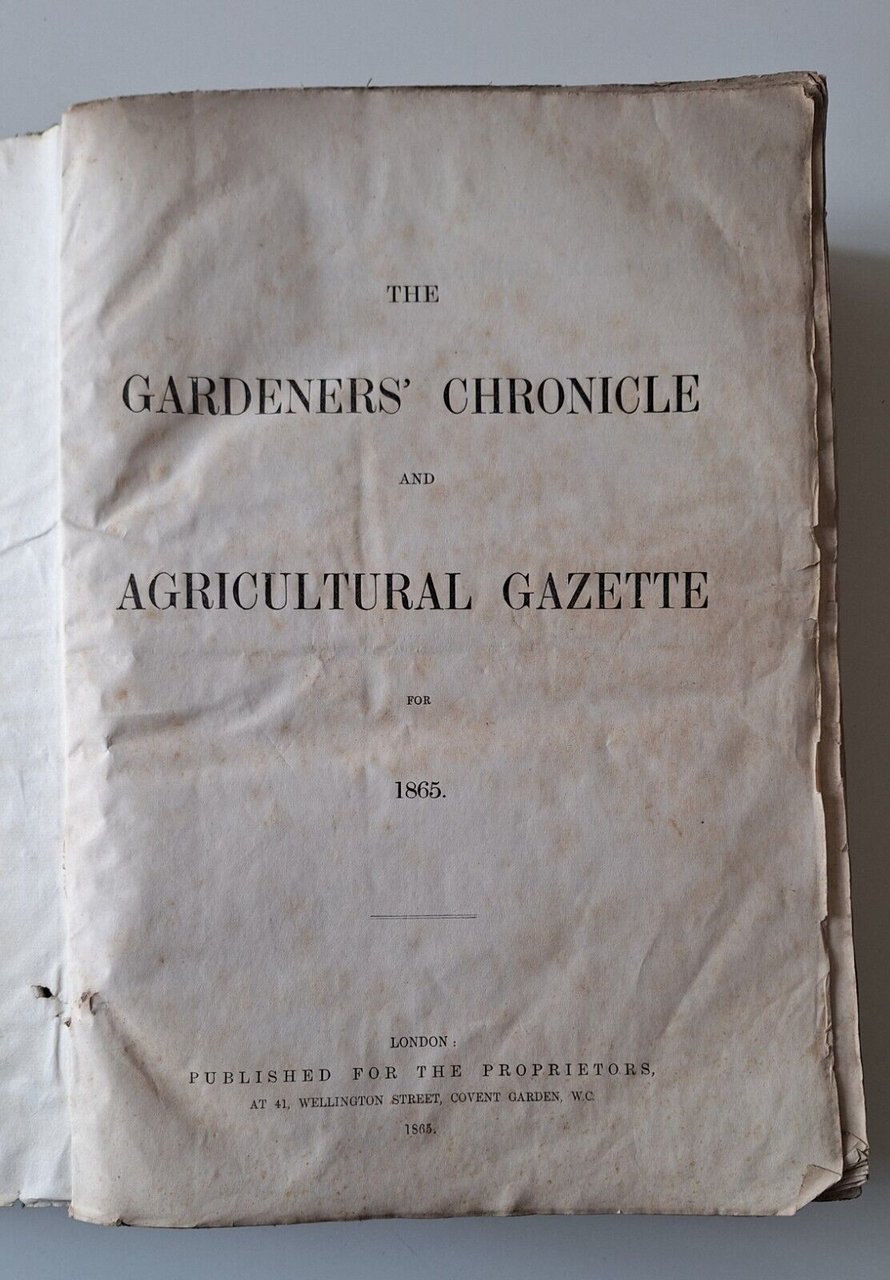 THE
GARDENERS' CHRONICLE
AND
AGRICULTURAL GAZETTE
FOR
1865.
LONDON:
PUBLISHED FOR THE PROPRIETORS,
AT 41, WELLINGTON STREET, COVENT GARDEN, W.C.
1865.